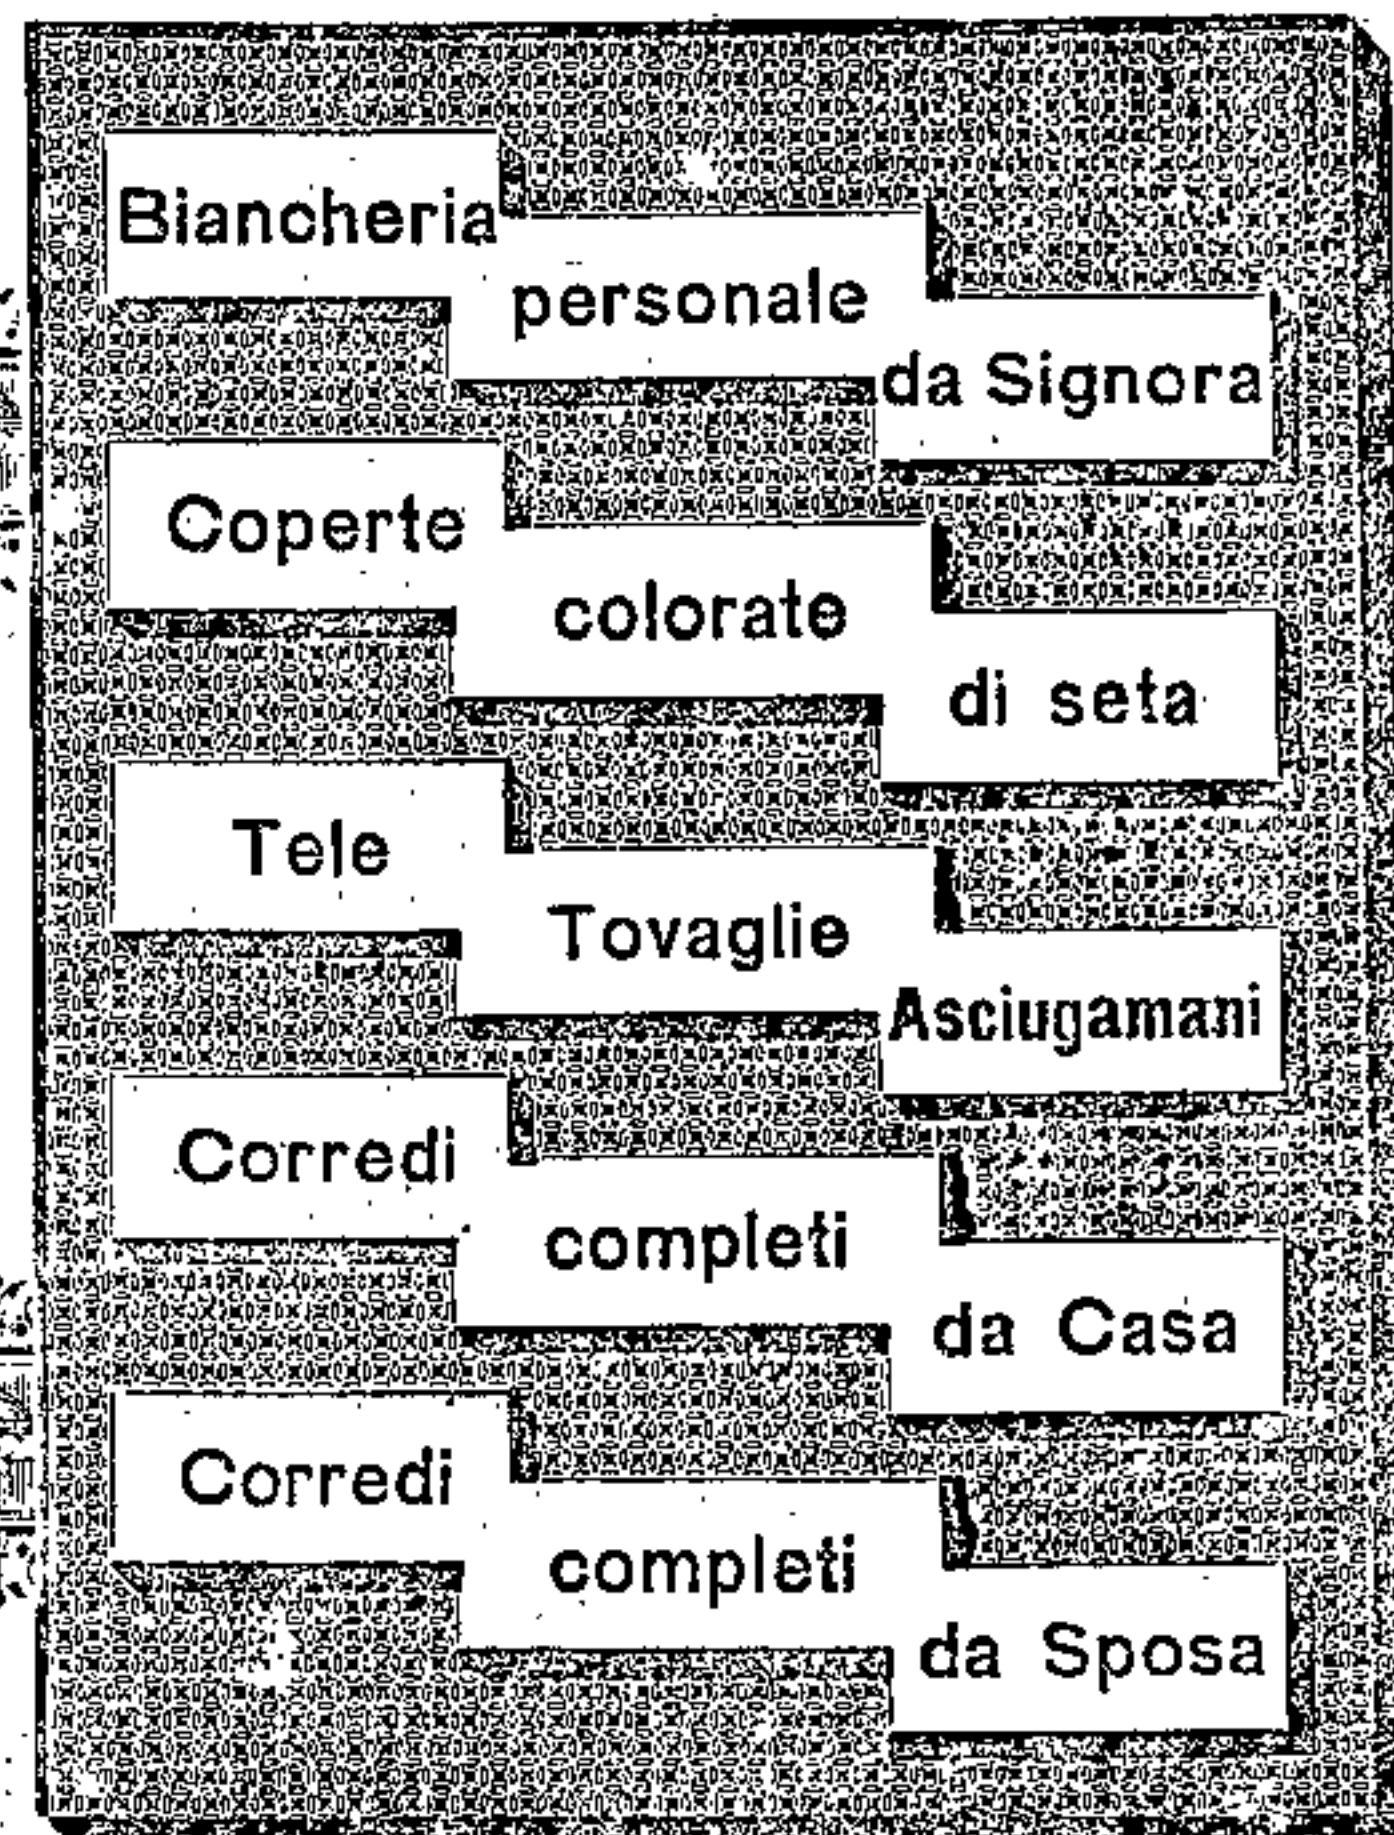 Biancheria
personale
da Signora
Coperte
colorate
di seta
Tele
Tovaglie
Asciugamani
Corredi
completi
da Casa
Corredi
completi
da Sposa